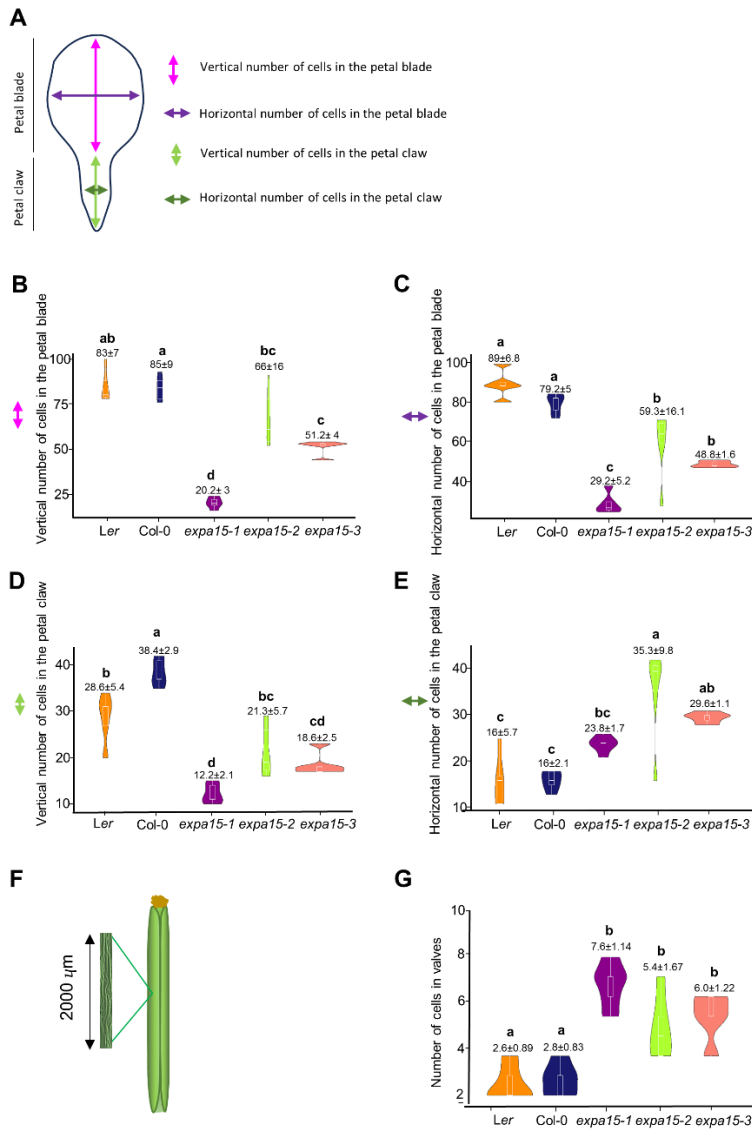 A
Petal blade
Petal claw
Vertical number of cells in the petal blade
Horizontal number of cells in the petal blade
Vertical number of cells in the petal claw
Horizontal number of cells in the petal claw
B
Vertical number of cells in the petal blade
100
75
50
25
ab
83±7
a
85±9
d
20.2± 3
bc
66±16
c
51.2± 4
Ler
Col-0
expa15-1
expa15-2
expa15-3
C
Horizontal number of cells in the petal blade
100
80
60
40
a
89±6.8
a
79.2±5
c
29.2±5.2
b
59.3±16.1
b
48.8±1.6
Ler
Col-0
expa15-1
expa15-2
expa15-3
D
Vertical number of cells in the petal claw
40
30
20
10
b
28.6±5.4
a
38.4±2.9
d
12.2±2.1
bc
21.3±5.7
cd
18.6±2.5
Ler
Col-0
expa15-1
expa15-2
expa15-3
E
Horizontal number of cells in the petal claw
40
30
20
10
c
16±5.7
c
16±2.1
bc
23.8±1.7
a
35.3±9.8
ab
29.6±1.1
Ler
Col-0
expa15-1
expa15-2
expa15-3
F
2000 µm
G
Number of cells in valves
10
8
6
4
2
a
2.6±0.89
a
2.8±0.83
b
7.6±1.14
b
5.4±1.67
b
6.0±1.22
Ler
Col-0
expa15-1
expa15-2
expa15-3